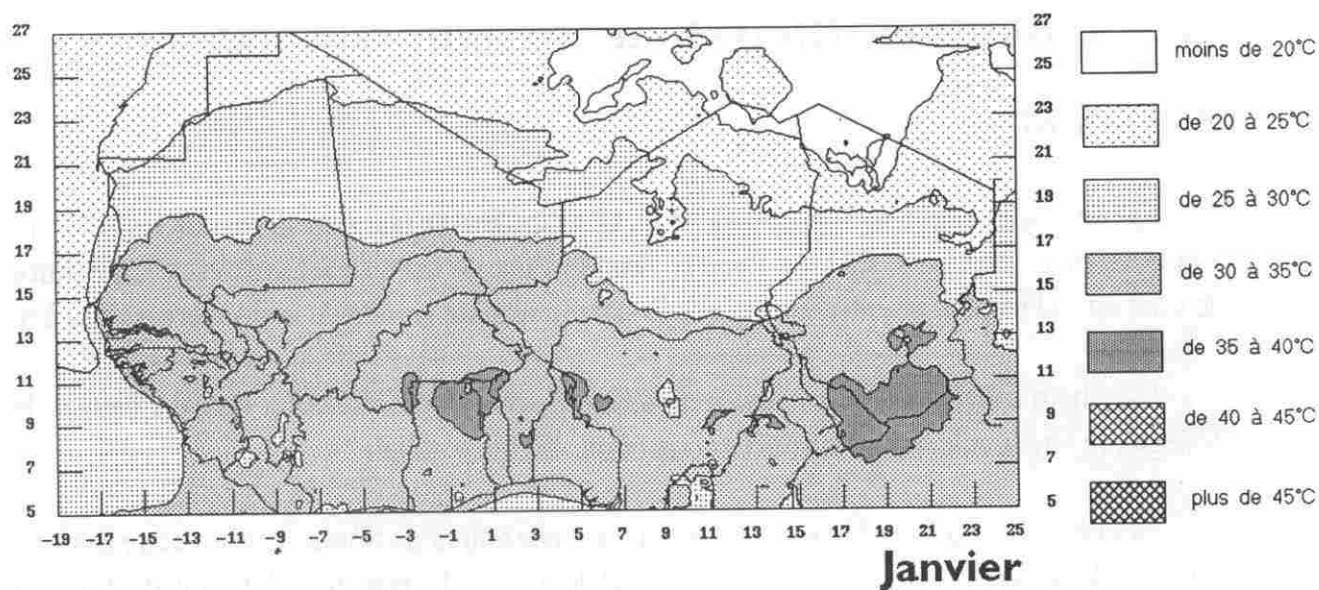 27
25
23
21
19
17
15
13
11
9
7
5
-19 -17 -15 -13 -11 -9 -7 -5 -3 -1 1 3 5 7 9 11 13 15 17 19 21 23 25
27
25
23
21
19
17
15
13
11
9
7
5
moins de 20°C
de 20 à 25°C
de 25 à 30°C
de 30 à 35°C
de 35 à 40°C
de 40 à 45°C
plus de 45°C
Janvier